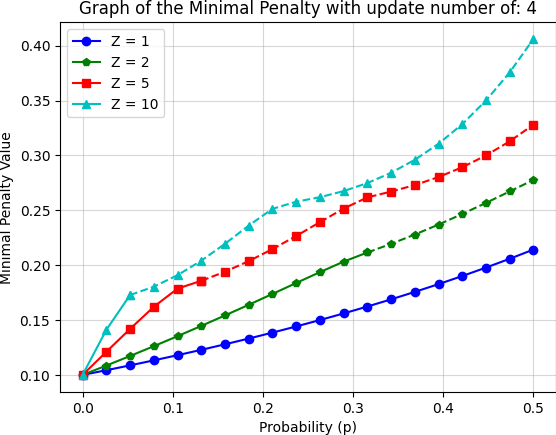 Graph of the Minimal Penalty with update number of: 4
Z = 1
Z = 2
Z = 5
Z = 10
Minimal Penalty Value
0.40
0.35
0.30
0.25
0.20
0.15
0.10
0.0 0.1 0.2 0.3 0.4 0.5
Probability (p)